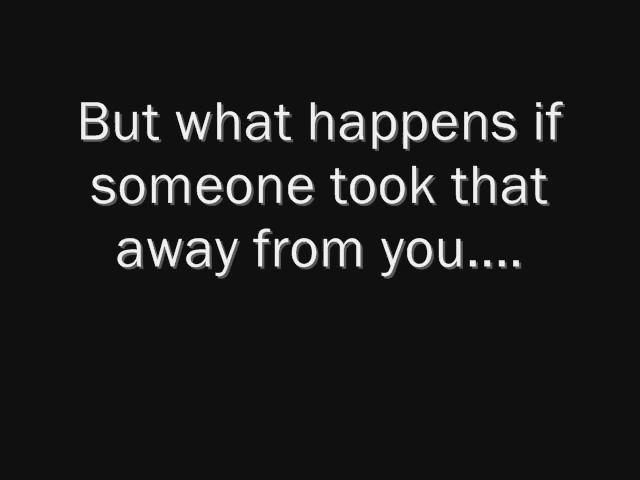 But what happens if
someone took that
away from you....